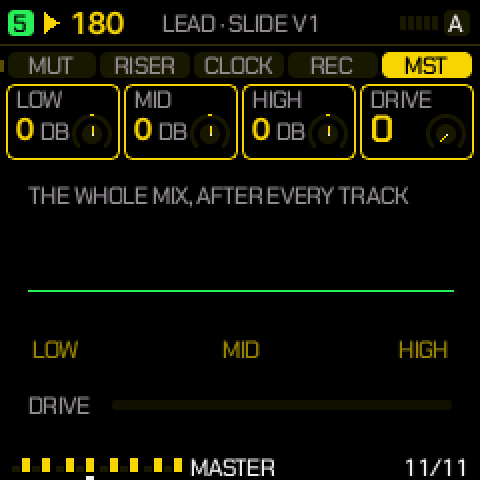 5 180 LEAD · SLIDE V1 A
MUT RISER CLOCK REC MST
LOW MID HIGH DRIVE
0 DB 0 DB 0 DB 0
THE WHOLE MIX, AFTER EVERY TRACK
LOW MID HIGH
DRIVE
MASTER 11/11